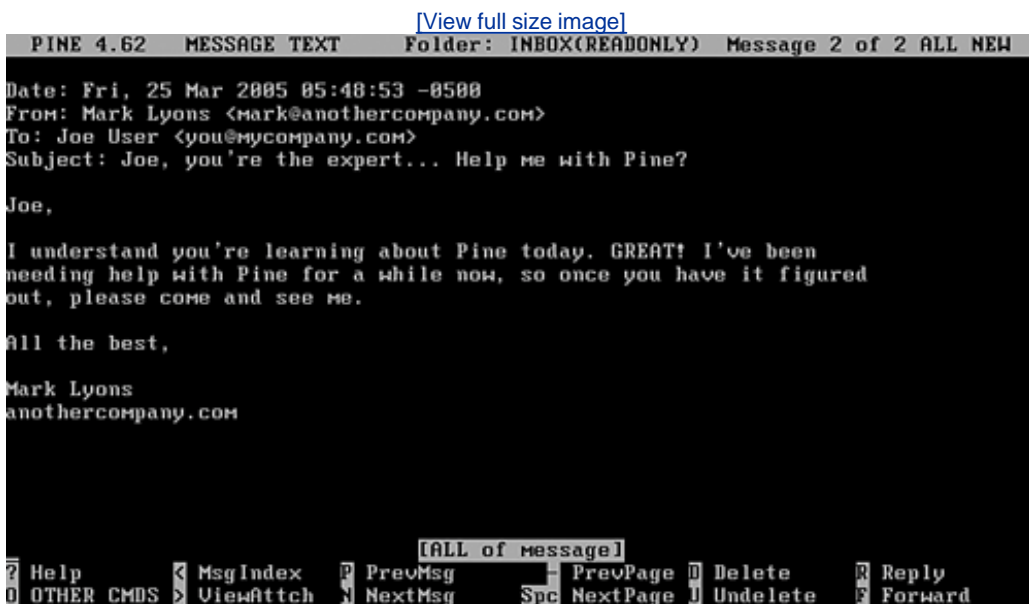 [View full size image]
PINE 4.62 MESSAGE TEXT Folder: INBOX(READONLY) Message 2 of 2 ALL NEW
Date: Fri, 25 Mar 2005 05:48:53 -0500
From: Mark Lyons <mark@anothercompany.com>
To: Joe User <you@mycompany.com>
Subject: Joe, you're the expert... Help me with Pine?
Joe,
I understand you're learning about Pine today. GREAT! I've been
needing help with Pine for a while now, so once you have it figured
out, please come and see me.
All the best,
Mark Lyons
anothercompany.com
[ALL of message]
? Help < MsgIndex P PrevMsg - PrevPage D Delete R Reply
O OTHER CMDS > ViewAttch N NextMsg Spc NextPage U Undelete F Forward